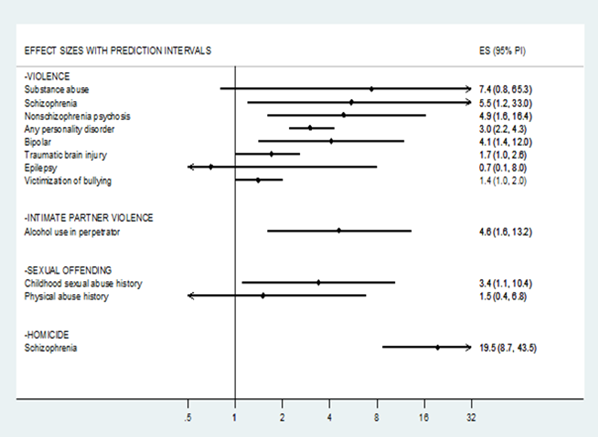 EFFECT SIZES WITH PREDICTION INTERVALS ES (95% PI)
-VIOLENCE
Substance abuse 7.4 (0.8, 65.3)
Schizophrenia 5.5 (1.2, 33.0)
Nonschizophrenia psychosis 4.9 (1.6, 16.4)
Any personality disorder 3.0 (2.2, 4.3)
Bipolar 4.1 (1.4, 12.0)
Traumatic brain injury 1.7 (1.0, 2.6)
Epilepsy 0.7 (0.1, 8.0)
Victimization of bullying 1.4 (1.0, 2.0)
-INTIMATE PARTNER VIOLENCE
Alcohol use in perpetrator 4.6 (1.6, 13.2)
-SEXUAL OFFENDING
Childhood sexual abuse history 3.4 (1.1, 10.4)
Physical abuse history 1.5 (0.4, 6.8)
-HOMICIDE
Schizophrenia 19.5 (8.7, 43.5)
.5 1 2 4 8 16 32